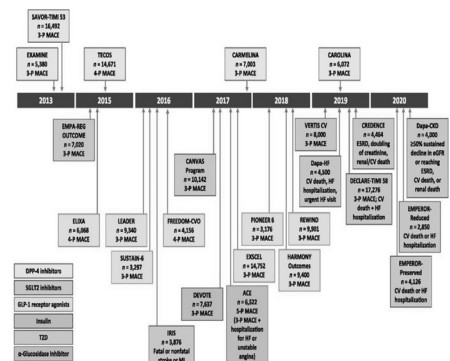 SAVOR-TIMI 53
n = 16,492
3-P MACE
EXAMINE
n = 5,380
3-P MACE
TECOS
n = 14,671
4-P MACE
CARMELINA
n = 7,003
3-P MACE
CAROLINA
n = 6,072
3-P MACE
2013
2015
2016
2017
2018
2019
2020
EMPA-REG
OUTCOME
n = 7,020
3-P MACE
CANVAS
Program
n = 10,142
3-P MACE
VERTIS CV
n = 8,000
3-P MACE
CREDENCE
n = 4,464
ESRD, doubling
of creatinine,
renal/CV death
Dapa-CKD
n = 4,000
≥50% sustained
decline in eGFR
or reaching
ESRD,
CV death, or
renal death
Dapa-HF
n = 4,500
CV death, HF
hospitalization,
urgent HF visit
DECLARE-TIMI 58
n = 17,276
3-P MACE; CV
death + HF
hospitalization
EMPEROR-
Reduced
n = 2,850
CV death or HF
hospitalization
EMPEROR-
Preserved
n = 4,126
CV death or HF
hospitalization
ELIXA
n = 6,068
4-P MACE
LEADER
n = 9,340
3-P MACE
SUSTAIN-6
n = 3,297
3-P MACE
FREEDOM-CVO
n = 4,156
4-P MACE
PIONEER 6
n = 3,176
3-P MACE
REWIND
n = 9,901
3-P MACE
EXSCEL
n = 14,752
3-P MACE
HARMONY
Outcomes
n = 9,400
3-P MACE
DEVOTE
n = 7,637
3-P MACE
ACE
n = 6,522
5-P MACE
(3-P MACE +
hospitalization
for HF or
unstable
angina)
IRIS
n = 3,876
Fatal or nonfatal
stroke or MI
DPP-4 inhibitors
SGLT2 inhibitors
GLP-1 receptor agonists
Insulin
TZD
α-Glucosidase inhibitor